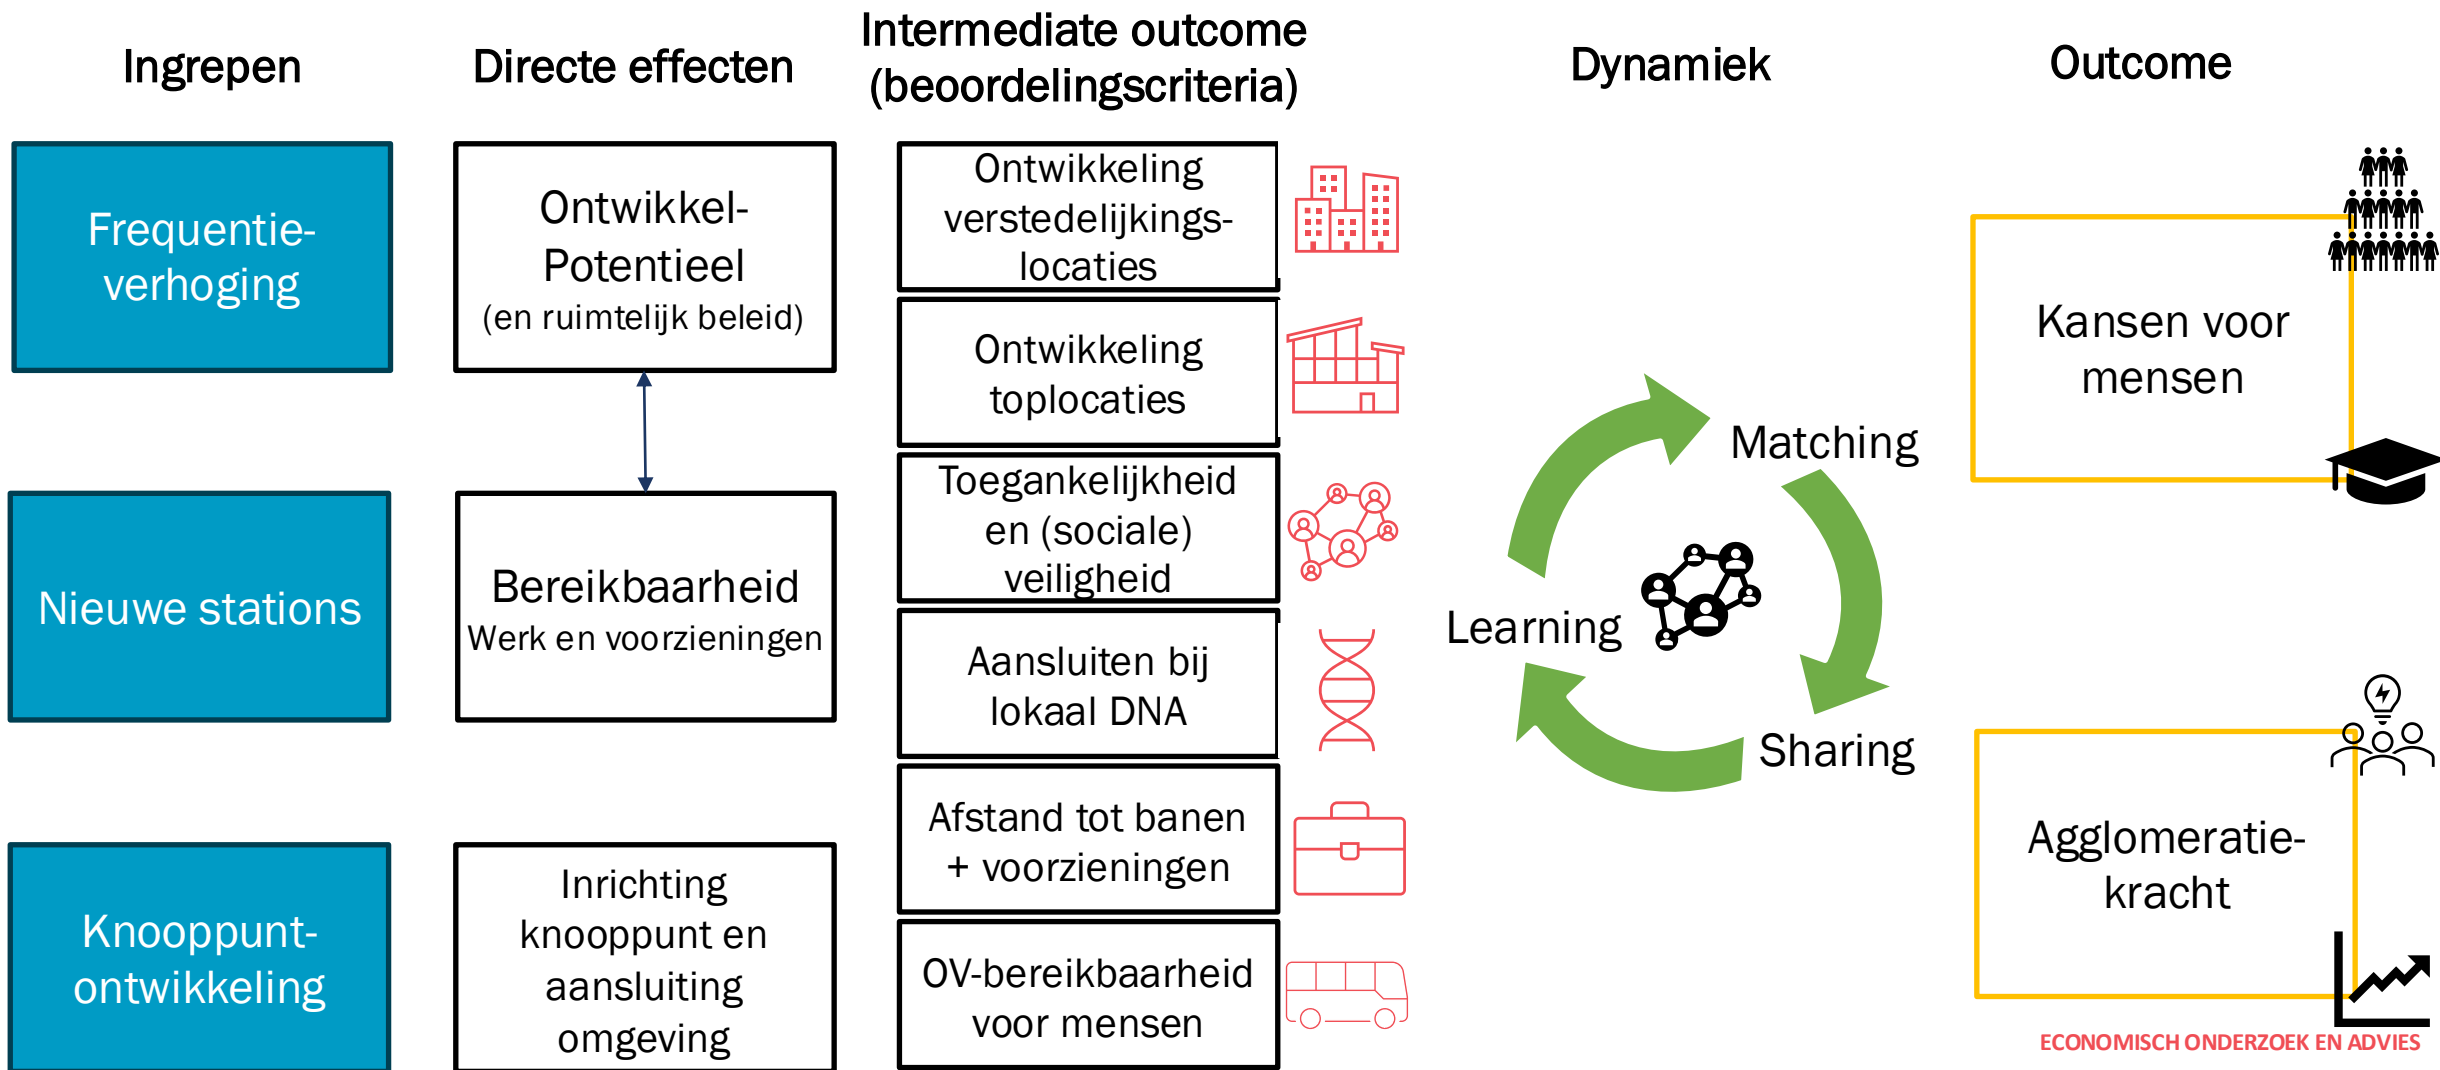 Ingrepen
Directe effecten
Intermediate outcome
(beoordelingscriteria)
Dynamiek
Outcome
Frequentie-
verhoging
Nieuwe stations
Knooppunt-
ontwikkeling
Ontwikkel-
Potentieel
(en ruimtelijk beleid)
Bereikbaarheid
Werk en voorzieningen
Inrichting
knooppunt en
aansluiting
omgeving
Ontwikkeling
verstedelijkings-
locaties
Ontwikkeling
toplocaties
Toegankelijkheid
en (sociale)
veiligheid
Aansluiten bij
lokaal DNA
Afstand tot banen
+ voorzieningen
OV-bereikbaarheid
voor mensen
Matching
Sharing
Learning
Kansen voor
mensen
Agglomeratie-
kracht
ECONOMISCH ONDERZOEK EN ADVIES